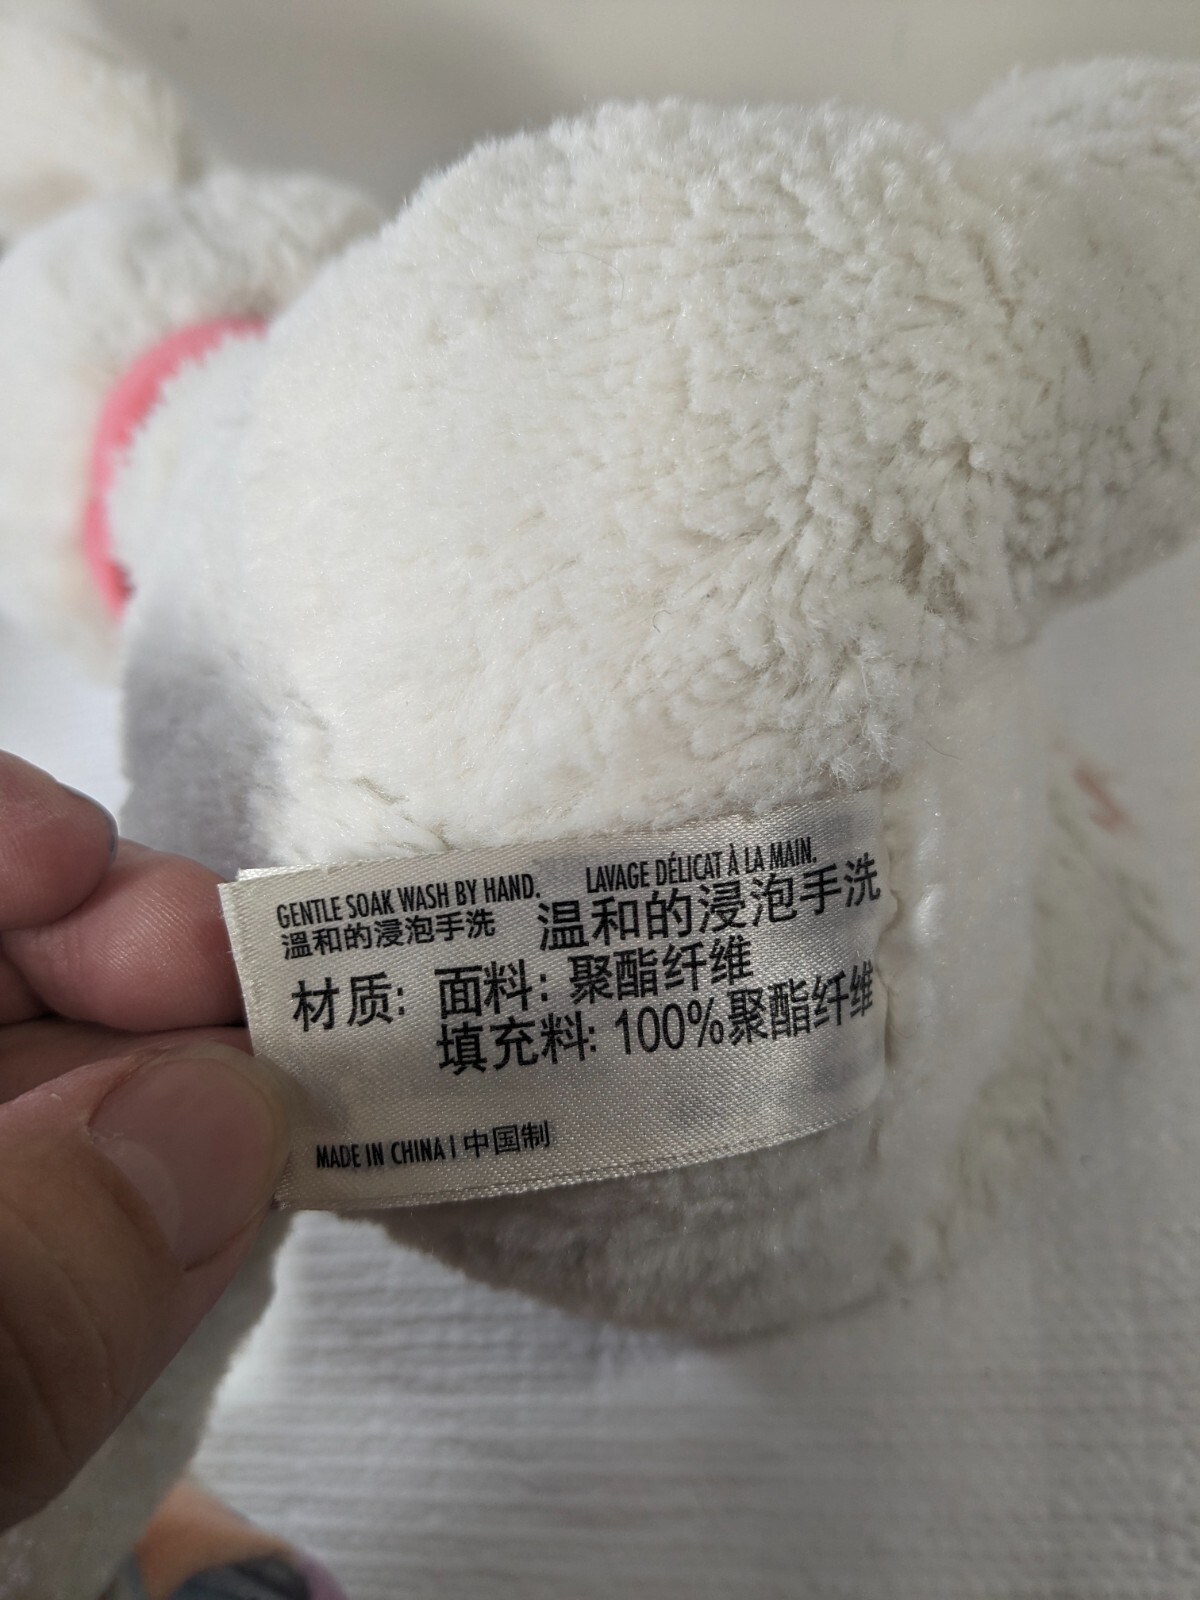 GENTLE SOAK WASH BY HAND. LAVAGE DÉLICAT À LA MAIN.
溫和的浸泡手洗 温和的浸泡手洗
材质: 面料: 聚酯纤维
填充料: 100%聚酯纤维
MADE IN CHINA | 中国制